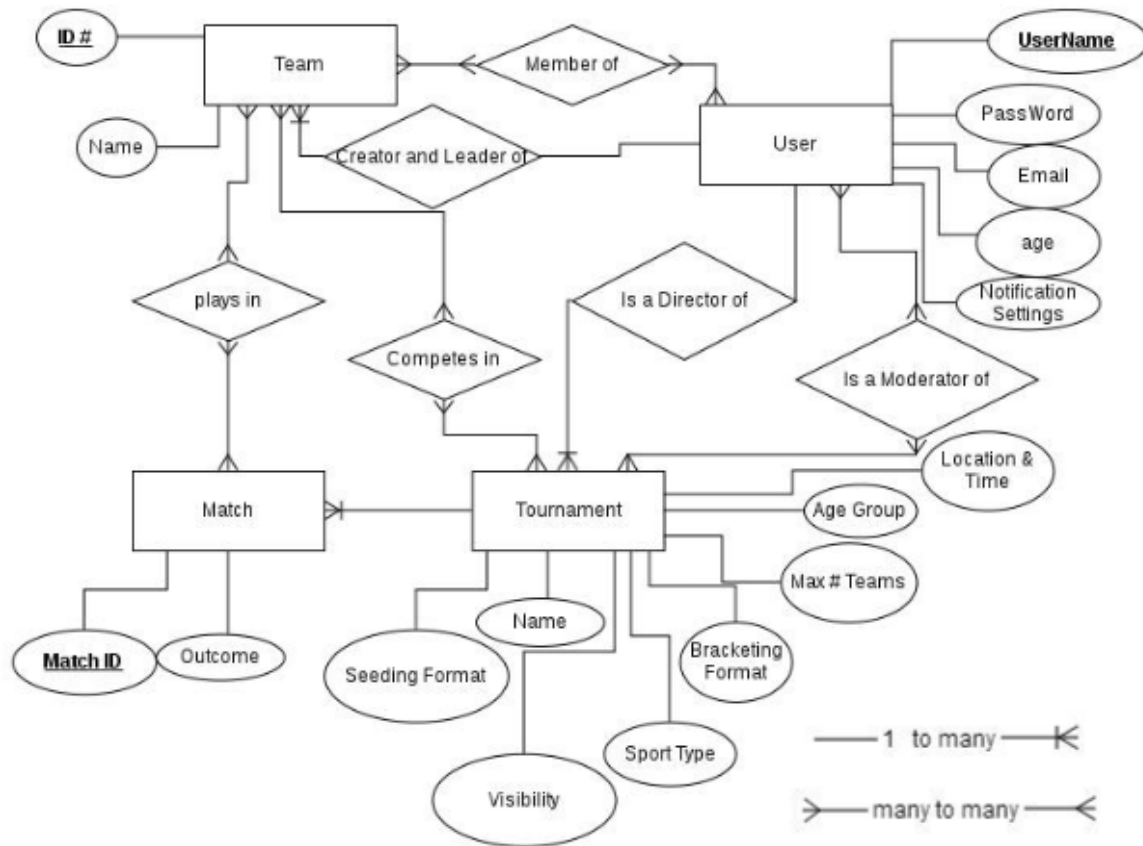 ID #
Team
Member of
UserName
PassWord
Name
Creator and Leader of
User
Email
age
plays in
Is a Director of
Notification
Settings
Competes in
Is a Moderator of
Location &
Time
Match
Tournament
Age Group
Max # Teams
Name
Match ID
Outcome
Seeding Format
Bracketing
Format
1 to many
Sport Type
Visibility
many to many